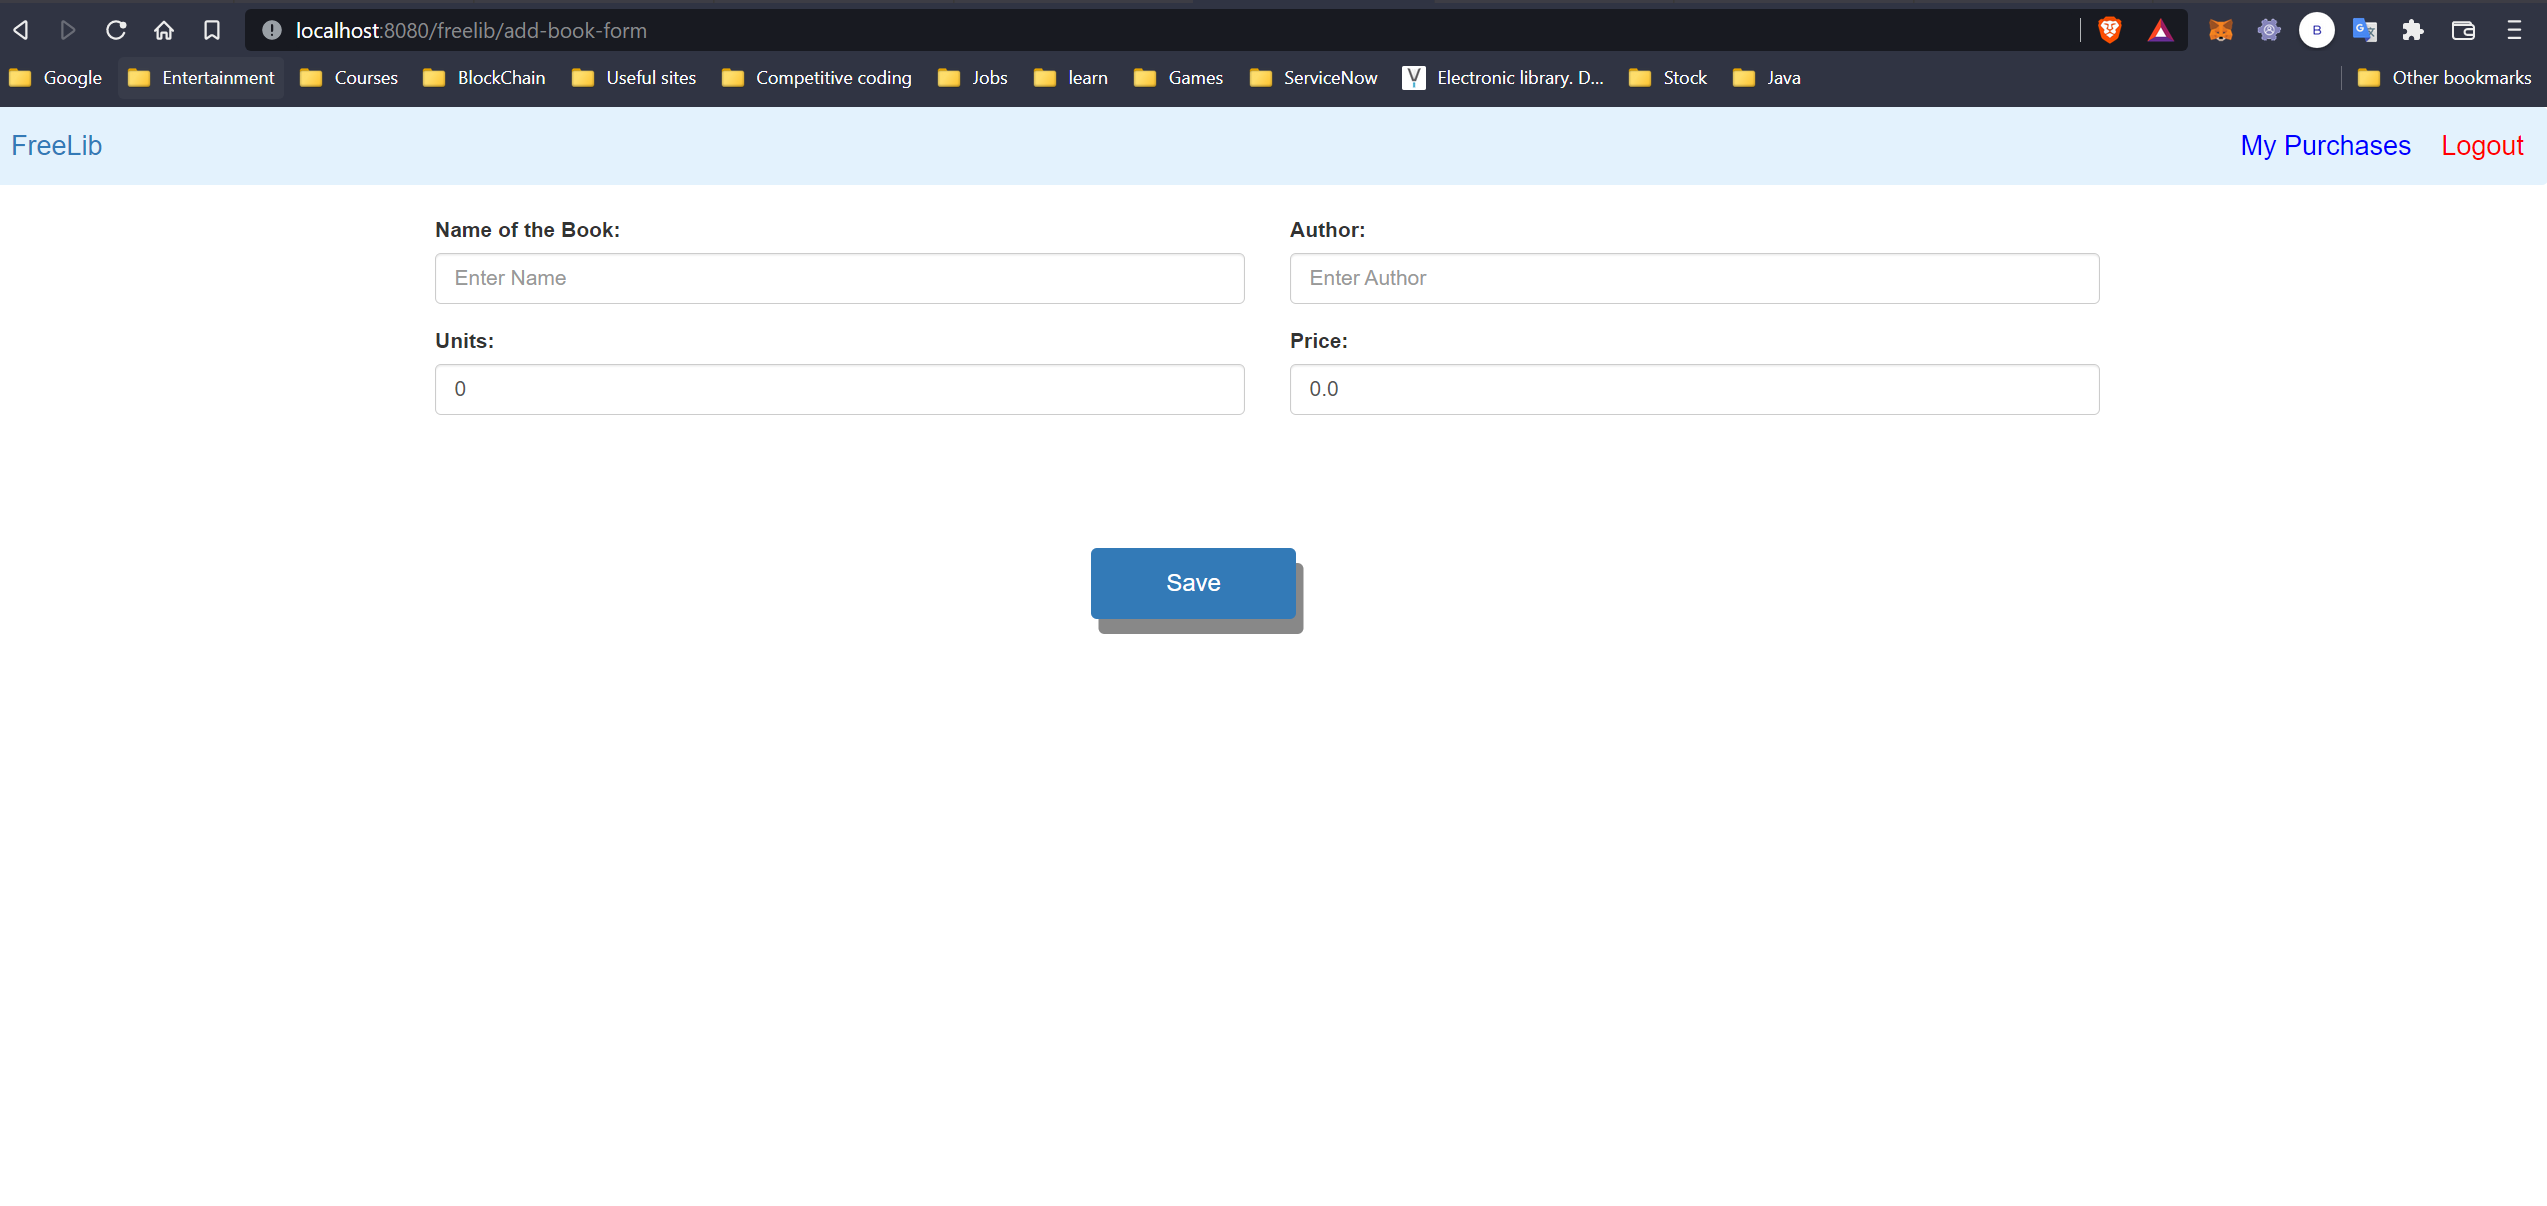 localhost:8080/freelib/add-book-form
B
Google Entertainment Courses BlockChain Useful sites Competitive coding Jobs learn Games ServiceNow Electronic library. D... Stock Java Other bookmarks
FreeLib My Purchases Logout
Name of the Book: Author:
Enter Name Enter Author
Units: Price:
0 0.0
Save